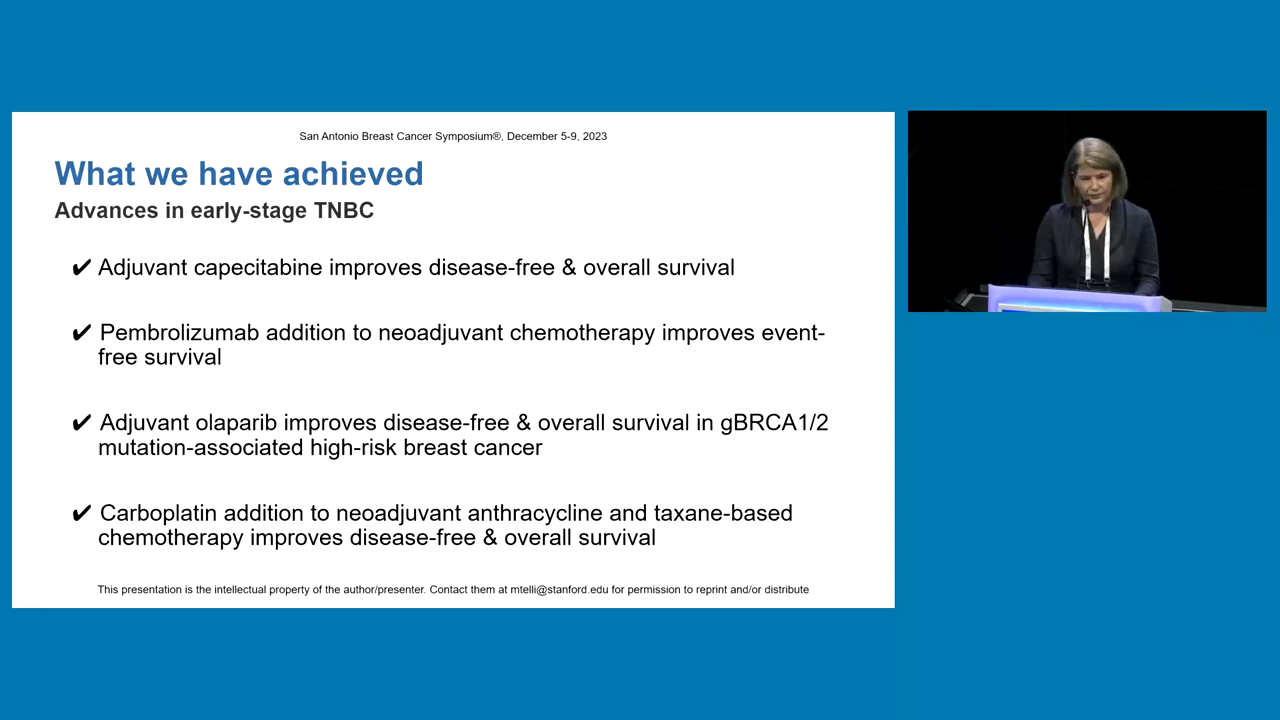 San Antonio Breast Cancer Symposium®, December 5-9, 2023
What we have achieved
Advances in early-stage TNBC
✔ Adjuvant capecitabine improves disease-free & overall survival
✔ Pembrolizumab addition to neoadjuvant chemotherapy improves event-
free survival
✔ Adjuvant olaparib improves disease-free & overall survival in gBRCA1/2
mutation-associated high-risk breast cancer
✔ Carboplatin addition to neoadjuvant anthracycline and taxane-based
chemotherapy improves disease-free & overall survival
This presentation is the intellectual property of the author/presenter. Contact them at mtelli@stanford.edu for permission to reprint and/or distribute